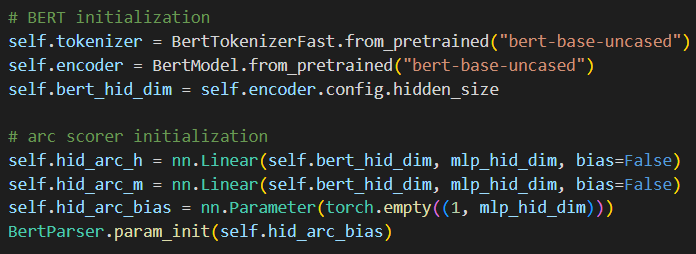 # BERT initialization
self.tokenizer = BertTokenizerFast.from_pretrained("bert-base-uncased")
self.encoder = BertModel.from_pretrained("bert-base-uncased")
self.bert_hid_dim = self.encoder.config.hidden_size

# arc scorer initialization
self.hid_arc_h = nn.Linear(self.bert_hid_dim, mlp_hid_dim, bias=False)
self.hid_arc_m = nn.Linear(self.bert_hid_dim, mlp_hid_dim, bias=False)
self.hid_arc_bias = nn.Parameter(torch.empty((1, mlp_hid_dim)))
BertParser.param_init(self.hid_arc_bias)